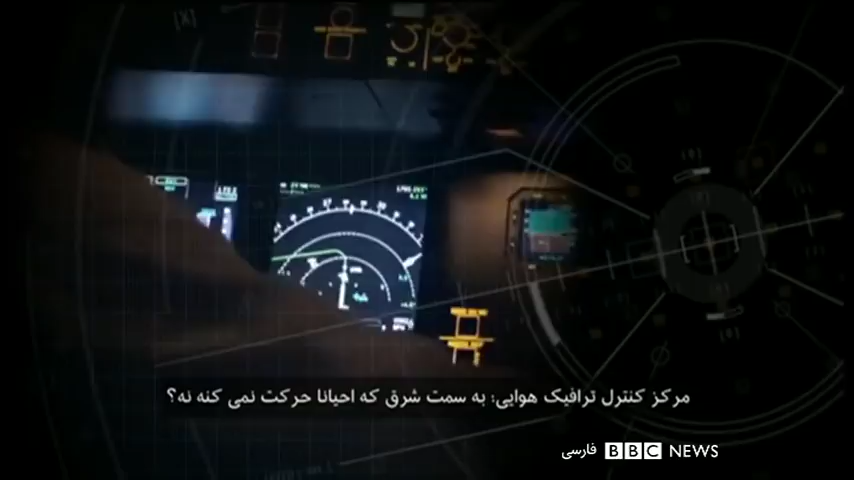 مرکز کنترل ترافیک هوایی: به سمت شرق که احیانا حرکت نمی کنه نه؟
BBC NEWS فارسی